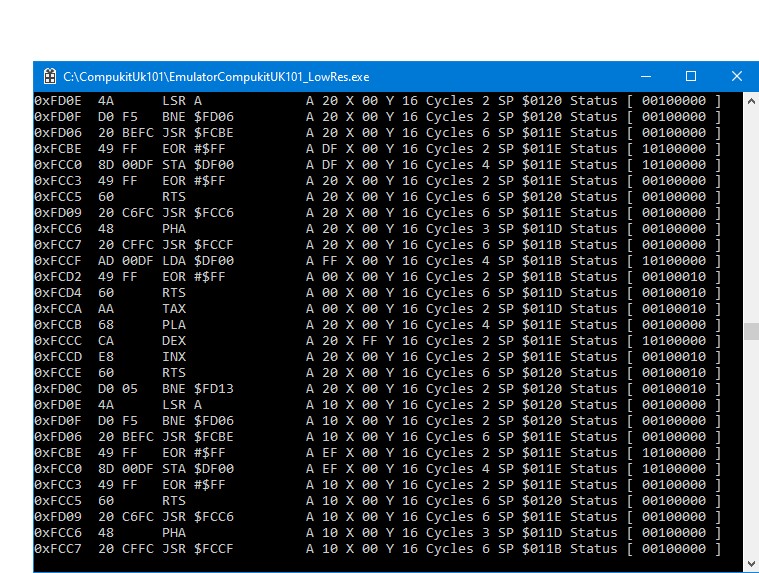 C:\CompukitUk101\EmulatorCompukitUK101_LowRes.exe
0xFD0E  4A      LSR A             A 20 X 00 Y 16 Cycles 2 SP $0120 Status [ 00100000 ]
0xFD0F  D0 F5   BNE $FD06         A 20 X 00 Y 16 Cycles 2 SP $0120 Status [ 00100000 ]
0xFD06  20 BEFC JSR $FCBE         A 20 X 00 Y 16 Cycles 6 SP $011E Status [ 00100000 ]
0xFCBE  49 FF   EOR #$FF          A DF X 00 Y 16 Cycles 2 SP $011E Status [ 10100000 ]
0xFCC0  8D 00DF STA $DF00         A DF X 00 Y 16 Cycles 4 SP $011E Status [ 10100000 ]
0xFCC3  49 FF   EOR #$FF          A 20 X 00 Y 16 Cycles 2 SP $011E Status [ 00100000 ]
0xFCC5  60      RTS               A 20 X 00 Y 16 Cycles 6 SP $0120 Status [ 00100000 ]
0xFD09  20 C6FC JSR $FCC6         A 20 X 00 Y 16 Cycles 6 SP $011E Status [ 00100000 ]
0xFCC6  48      PHA               A 20 X 00 Y 16 Cycles 3 SP $011D Status [ 00100000 ]
0xFCC7  20 CFFC JSR $FCCF         A 20 X 00 Y 16 Cycles 6 SP $011B Status [ 00100000 ]
0xFCCF  AD 00DF LDA $DF00         A FF X 00 Y 16 Cycles 4 SP $011B Status [ 10100000 ]
0xFCD2  49 FF   EOR #$FF          A 00 X 00 Y 16 Cycles 2 SP $011B Status [ 00100010 ]
0xFCD4  60      RTS               A 00 X 00 Y 16 Cycles 6 SP $011D Status [ 00100010 ]
0xFCCA  AA      TAX               A 00 X 00 Y 16 Cycles 2 SP $011D Status [ 00100010 ]
0xFCCB  68      PLA               A 20 X 00 Y 16 Cycles 4 SP $011E Status [ 00100000 ]
0xFCCC  CA      DEX               A 20 X FF Y 16 Cycles 2 SP $011E Status [ 10100000 ]
0xFCCD  E8      INX               A 20 X 00 Y 16 Cycles 2 SP $011E Status [ 00100010 ]
0xFCCE  60      RTS               A 20 X 00 Y 16 Cycles 6 SP $0120 Status [ 00100010 ]
0xFD0C  D0 05   BNE $FD13         A 20 X 00 Y 16 Cycles 2 SP $0120 Status [ 00100010 ]
0xFD0E  4A      LSR A             A 10 X 00 Y 16 Cycles 2 SP $0120 Status [ 00100000 ]
0xFD0F  D0 F5   BNE $FD06         A 10 X 00 Y 16 Cycles 2 SP $0120 Status [ 00100000 ]
0xFD06  20 BEFC JSR $FCBE         A 10 X 00 Y 16 Cycles 6 SP $011E Status [ 00100000 ]
0xFCBE  49 FF   EOR #$FF          A EF X 00 Y 16 Cycles 2 SP $011E Status [ 10100000 ]
0xFCC0  8D 00DF STA $DF00         A EF X 00 Y 16 Cycles 4 SP $011E Status [ 10100000 ]
0xFCC3  49 FF   EOR #$FF          A 10 X 00 Y 16 Cycles 2 SP $011E Status [ 00100000 ]
0xFCC5  60      RTS               A 10 X 00 Y 16 Cycles 6 SP $0120 Status [ 00100000 ]
0xFD09  20 C6FC JSR $FCC6         A 10 X 00 Y 16 Cycles 6 SP $011E Status [ 00100000 ]
0xFCC6  48      PHA               A 10 X 00 Y 16 Cycles 3 SP $011D Status [ 00100000 ]
0xFCC7  20 CFFC JSR $FCCF         A 10 X 00 Y 16 Cycles 6 SP $011B Status [ 00100000 ]